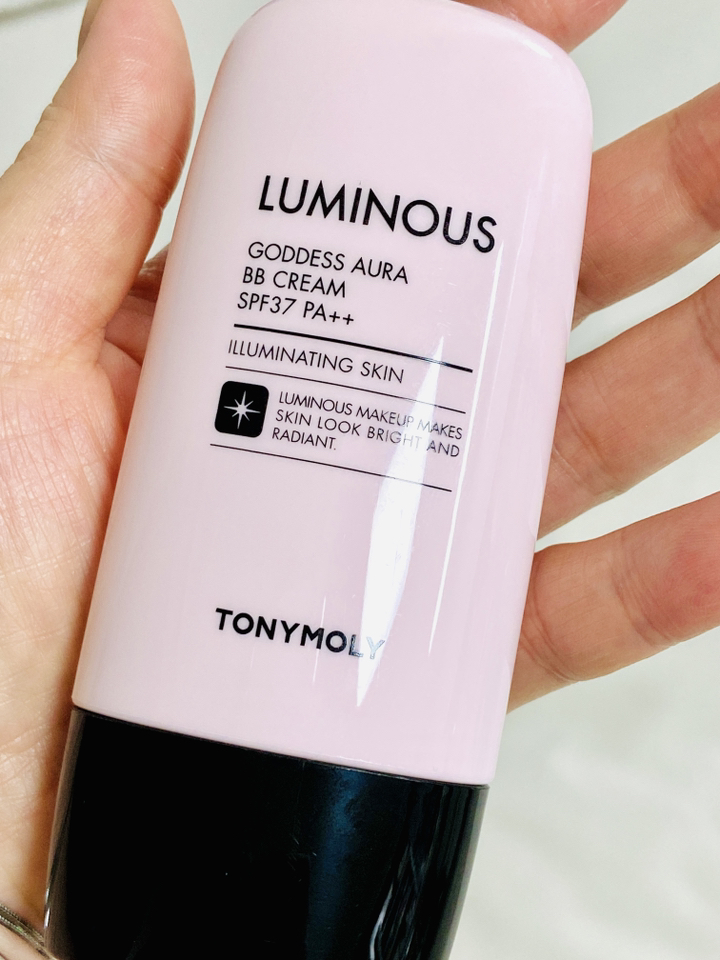 LUMINOUS
GODDESS AURA
BB CREAM
SPF37 PA++
ILLUMINATING SKIN
LUMINOUS MAKEUP MAKES
SKIN LOOK BRIGHT AND
RADIANT.
TONYMOLY